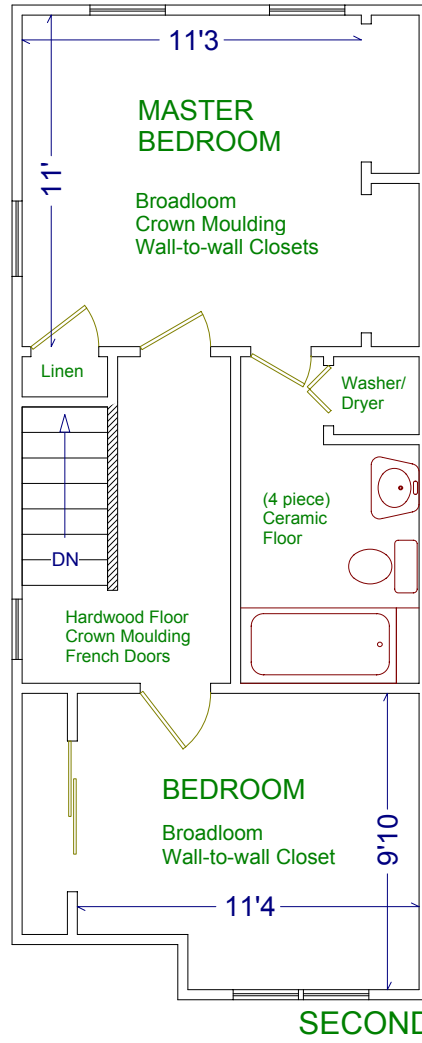 11'3
MASTER
BEDROOM
11'
Broadloom
Crown Moulding
Wall-to-wall Closets
Linen
Washer/
Dryer
(4 piece)
Ceramic
Floor
DN
Hardwood Floor
Crown Moulding
French Doors
BEDROOM
Broadloom
Wall-to-wall Closet
9'10
11'4
SECOND